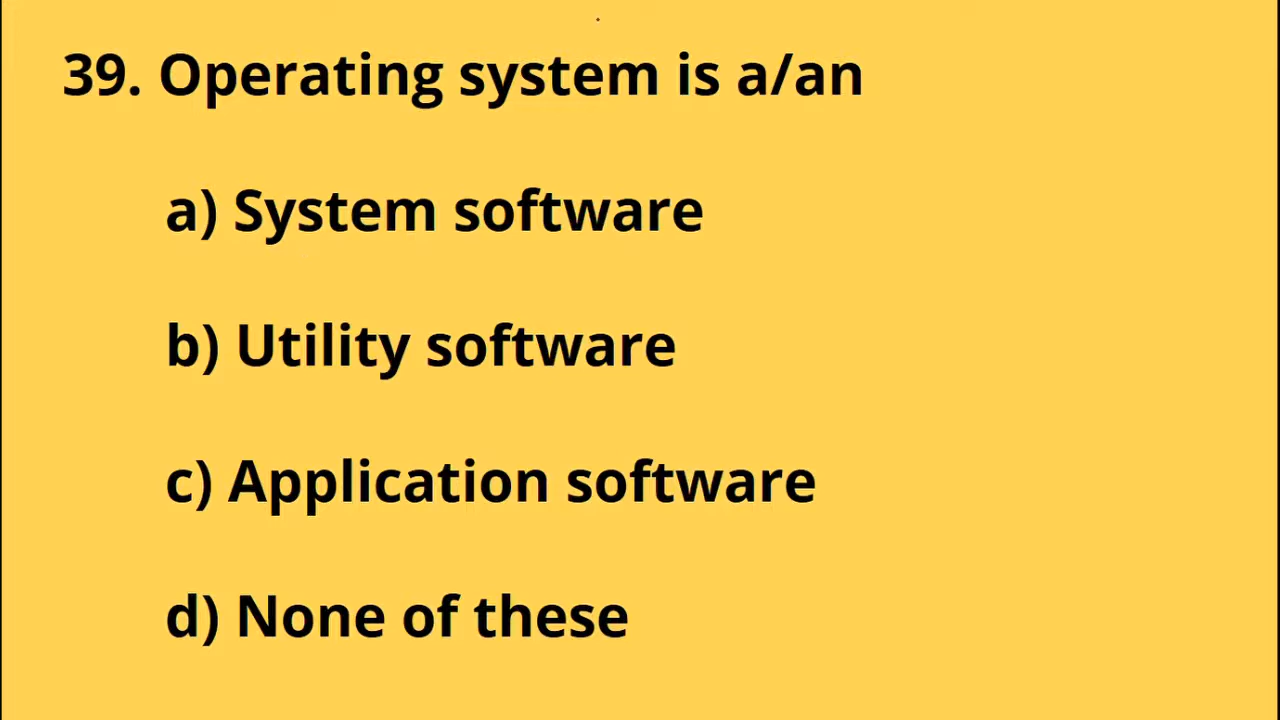 39. Operating system is a/an
a) System software
b) Utility software
c) Application software
d) None of these